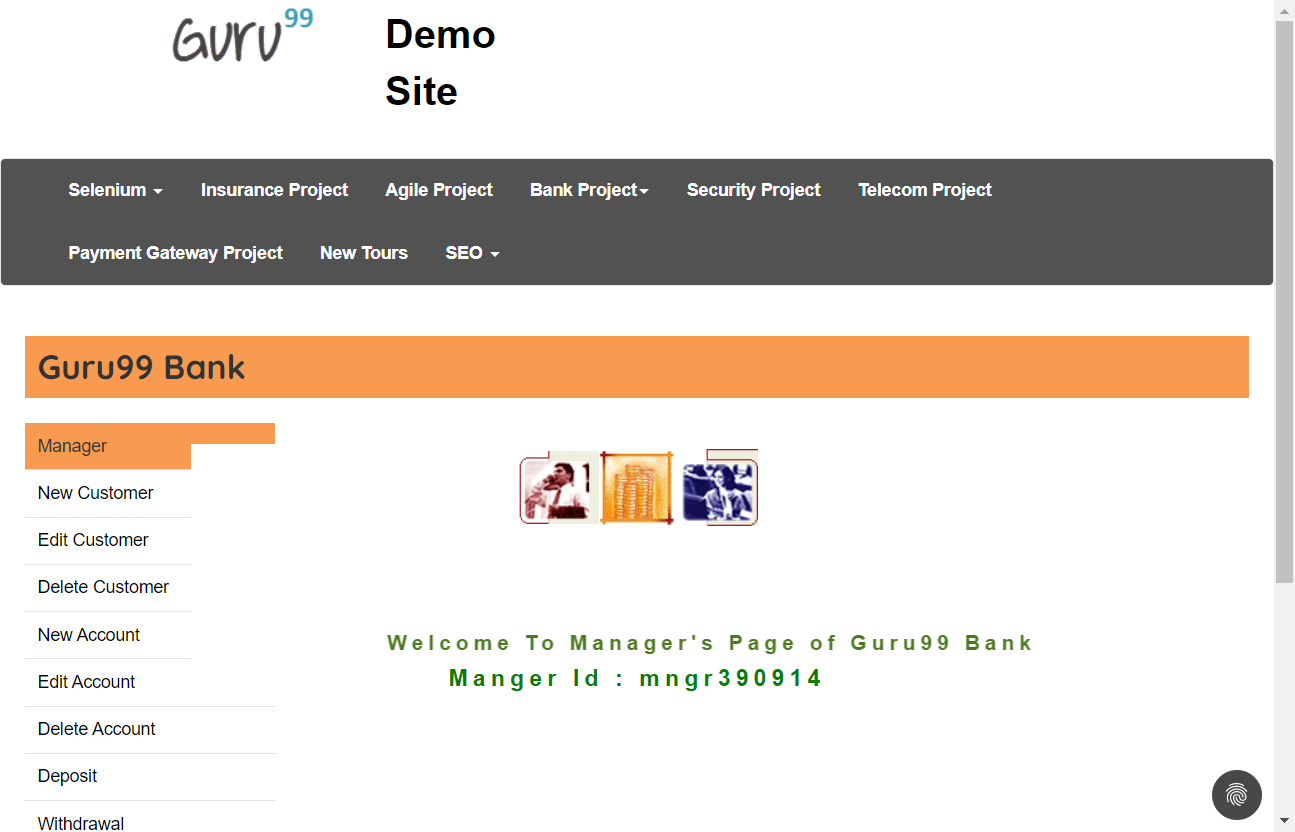 Guru99
Demo
Site
Selenium
Insurance Project
Agile Project
Bank Project
Security Project
Telecom Project
Payment Gateway Project
New Tours
SEO
Guru99 Bank
Manager
New Customer
Edit Customer
Delete Customer
New Account
Edit Account
Delete Account
Deposit
Withdrawal
Welcome To Manager's Page of Guru99 Bank
Manger Id : mngr390914